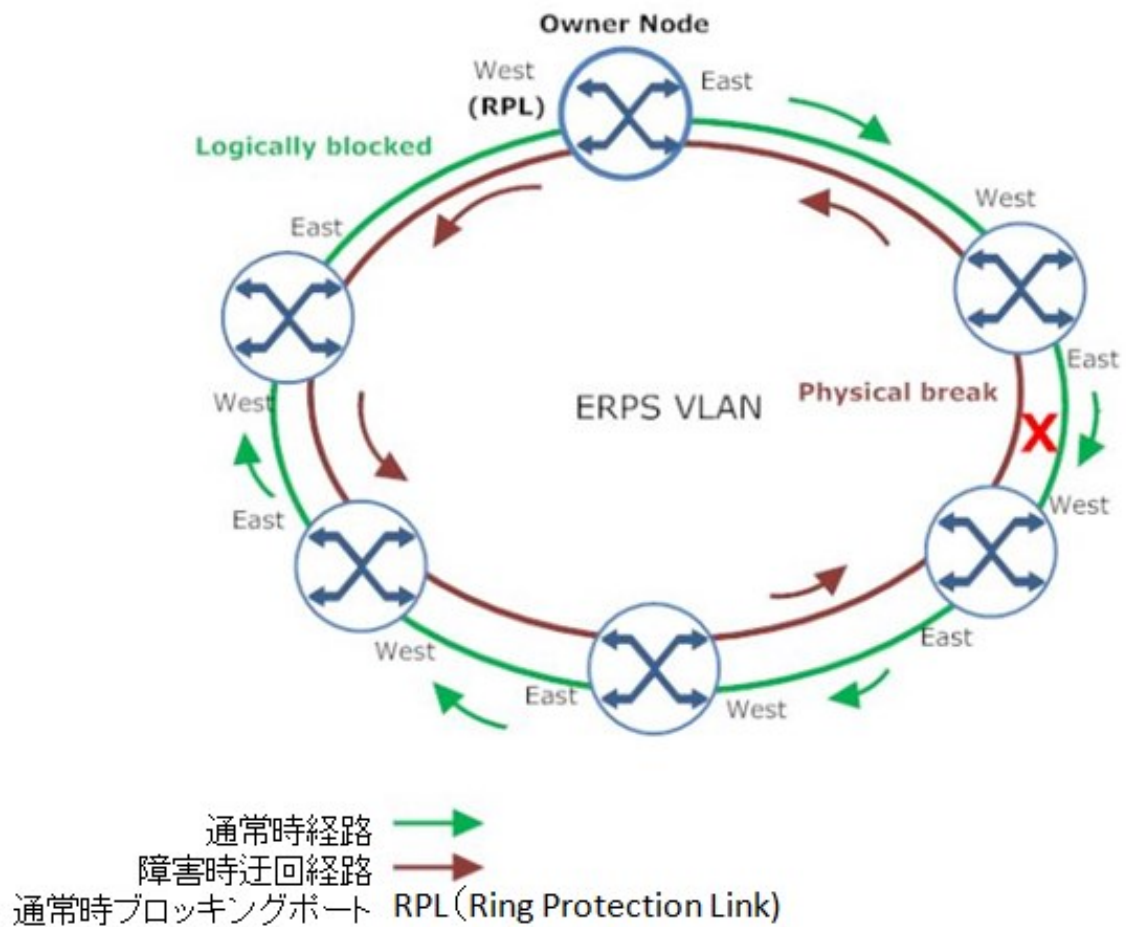 Owner Node
West
(RPL)
East
Logically blocked
West
East
East
Physical break
West
ERPS VLAN
West
East
East
West
East
West
通常時経路
障害時迂回経路
通常時ブロッキングポート RPL(Ring Protection Link)